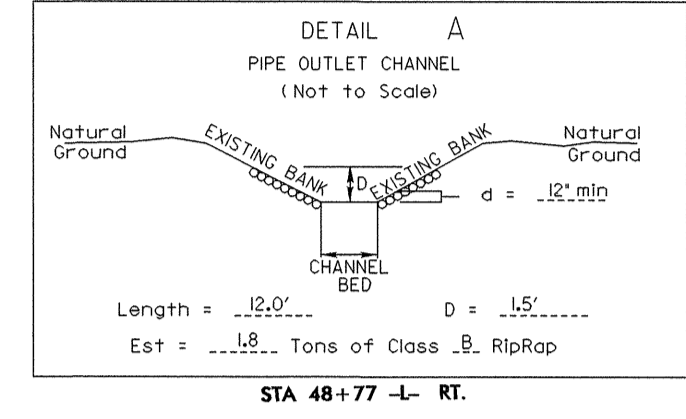 DETAIL A
PIPE OUTLET CHANNEL
(Not to Scale)
Natural Ground
EXISTING BANK
D
EXISTING BANK
Natural Ground
d = 12" min
CHANNEL BED
Length = 12.0' D = 1.5'
Est = 1.8 Tons of Class B RipRap
STA 48+77 -L- RT.